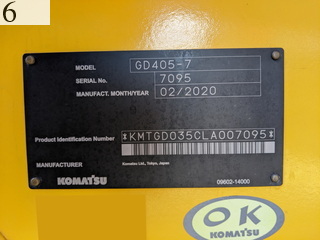 6
MODEL GD405-7
SERIAL No. 7095
MANUFACT. MONTH/YEAR 02/2020
Product Identification Number *KMTGD035CLA007095*
MANUFACTURER Komatsu Ltd., Tokyo, Japan
KOMATSU 09602-14000
OK